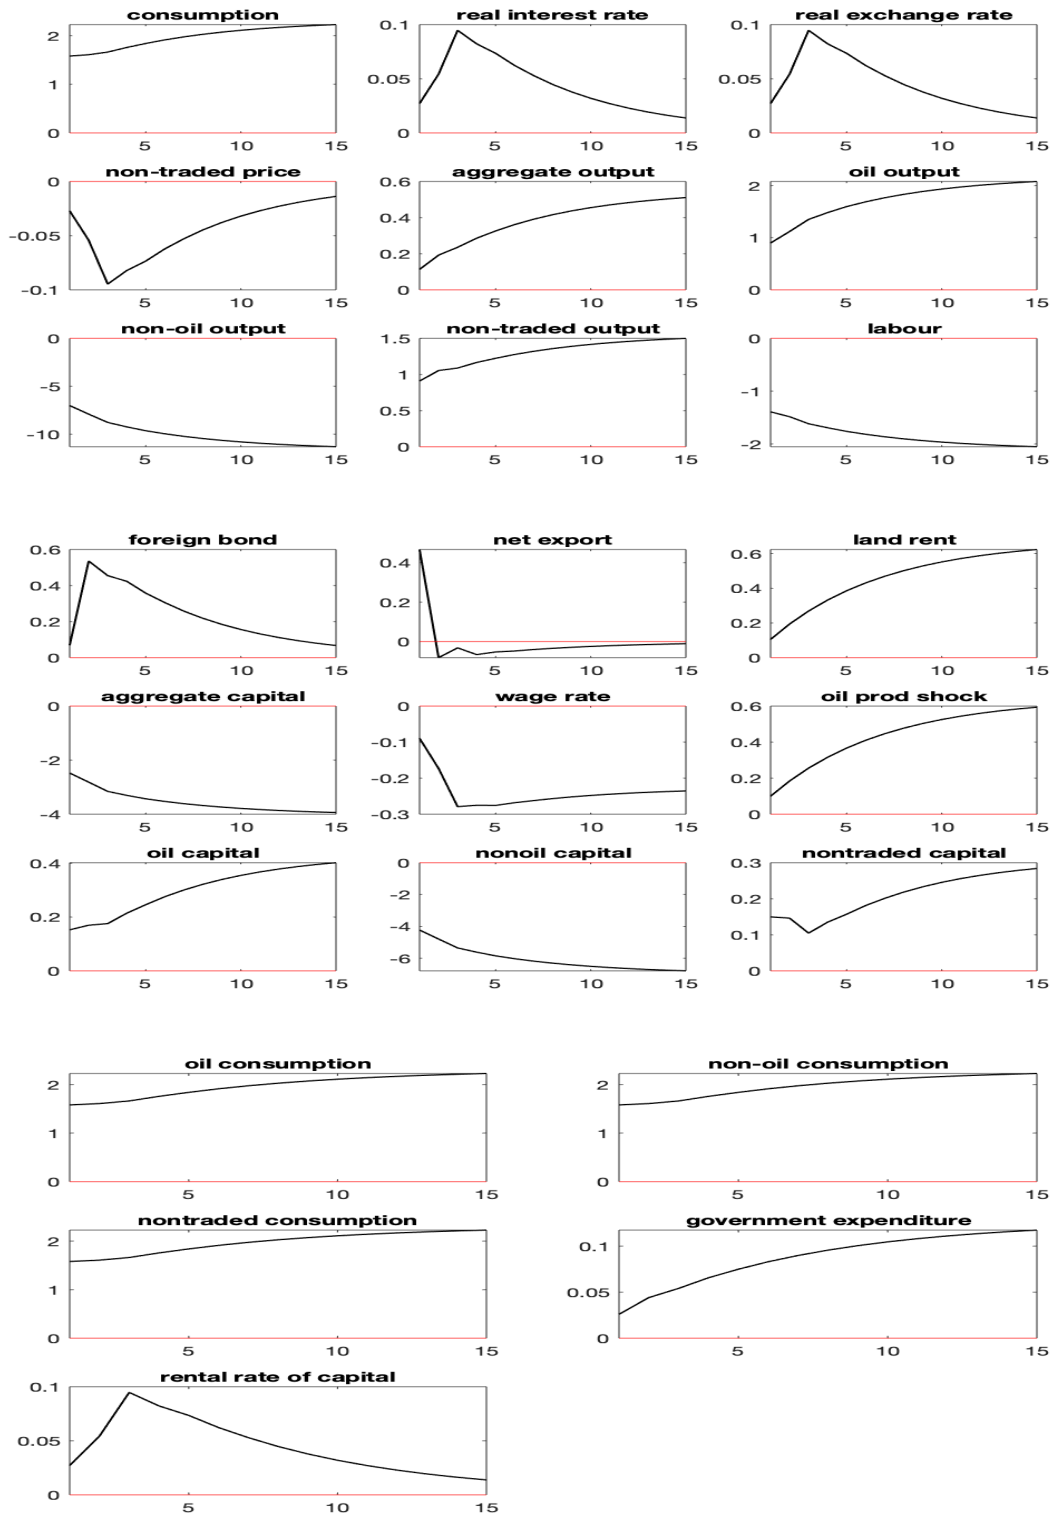 consumption real interest rate real exchange rate
2 0.1 0.1
1 0.05 0.05
0 0 0
5 10 15 5 10 15 5 10 15
non-traded price aggregate output oil output
0 0.6 2
-0.05 0.4 1
-0.1 0.2 0
0
5 10 15 5 10 15 5 10 15
non-oil output non-traded output labour
0 1.5 0
-5 1 -1
-10 0.5 -2
0
5 10 15 5 10 15 5 10 15
foreign bond net export land rent
0.6 0.4 0.6
0.4 0.2 0.4
0.2 0 0.2
0 0
5 10 15 5 10 15 5 10 15
aggregate capital wage rate oil prod shock
0 0 0.6
-2 -0.1 0.4
-4 -0.2 0.2
-0.3 0
5 10 15 5 10 15 5 10 15
oil capital nonoil capital nontraded capital
0.4 0 0.3
0.2 -2 0.2
0 -4 0.1
-6 0
5 10 15 5 10 15 5 10 15
oil consumption non-oil consumption
2 2
1 1
0 0
5 10 15 5 10 15
nontraded consumption government expenditure
2 0.1
1 0.05
0 0
5 10 15 5 10 15
rental rate of capital
0.1
0.05
0
5 10 15